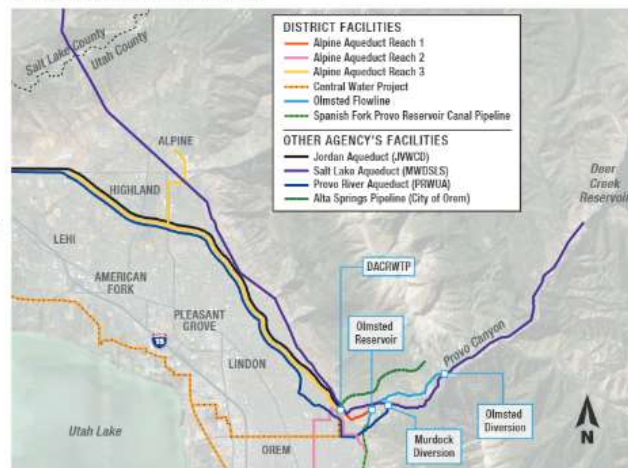 DISTRICT FACILITIES
Alpine Aqueduct Reach 1
Alpine Aqueduct Reach 2
Alpine Aqueduct Reach 3
Central Water Project
Olmsted Flowline
Spanish Fork Provo Reservoir Canal Pipeline
OTHER AGENCY'S FACILITIES
Jordan Aqueduct (JVWCD)
Salt Lake Aqueduct (MWDSLS)
Provo River Aqueduct (PRWUA)
Alta Springs Pipeline (City of Orem)
Salt Lake County
Utah County
ALPINE
HIGHLAND
LEHI
AMERICAN
FORK
PLEASANT
GROVE
15
LINDON
OREM
Utah Lake
Deer
Creek
Reservoir
DACRWTP
Olmsted
Reservoir
Provo Canyon
Olmsted
Diversion
Murdock
Diversion
N